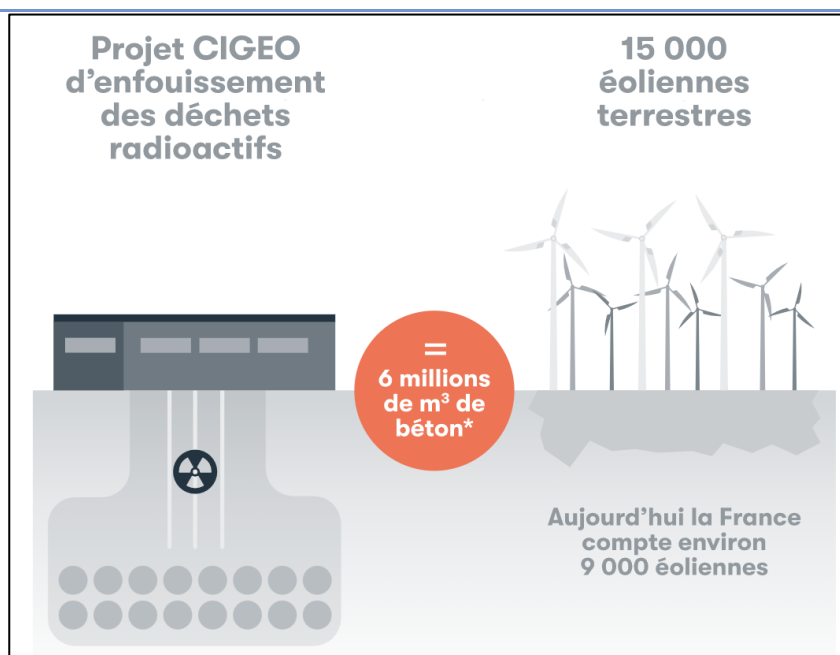 Projet CIGEO
d’enfouissement
des déchets
radioactifs
15 000
éoliennes
terrestres
=
6 millions
de m³ de
béton*
Aujourd’hui la France
compte environ
9 000 éoliennes